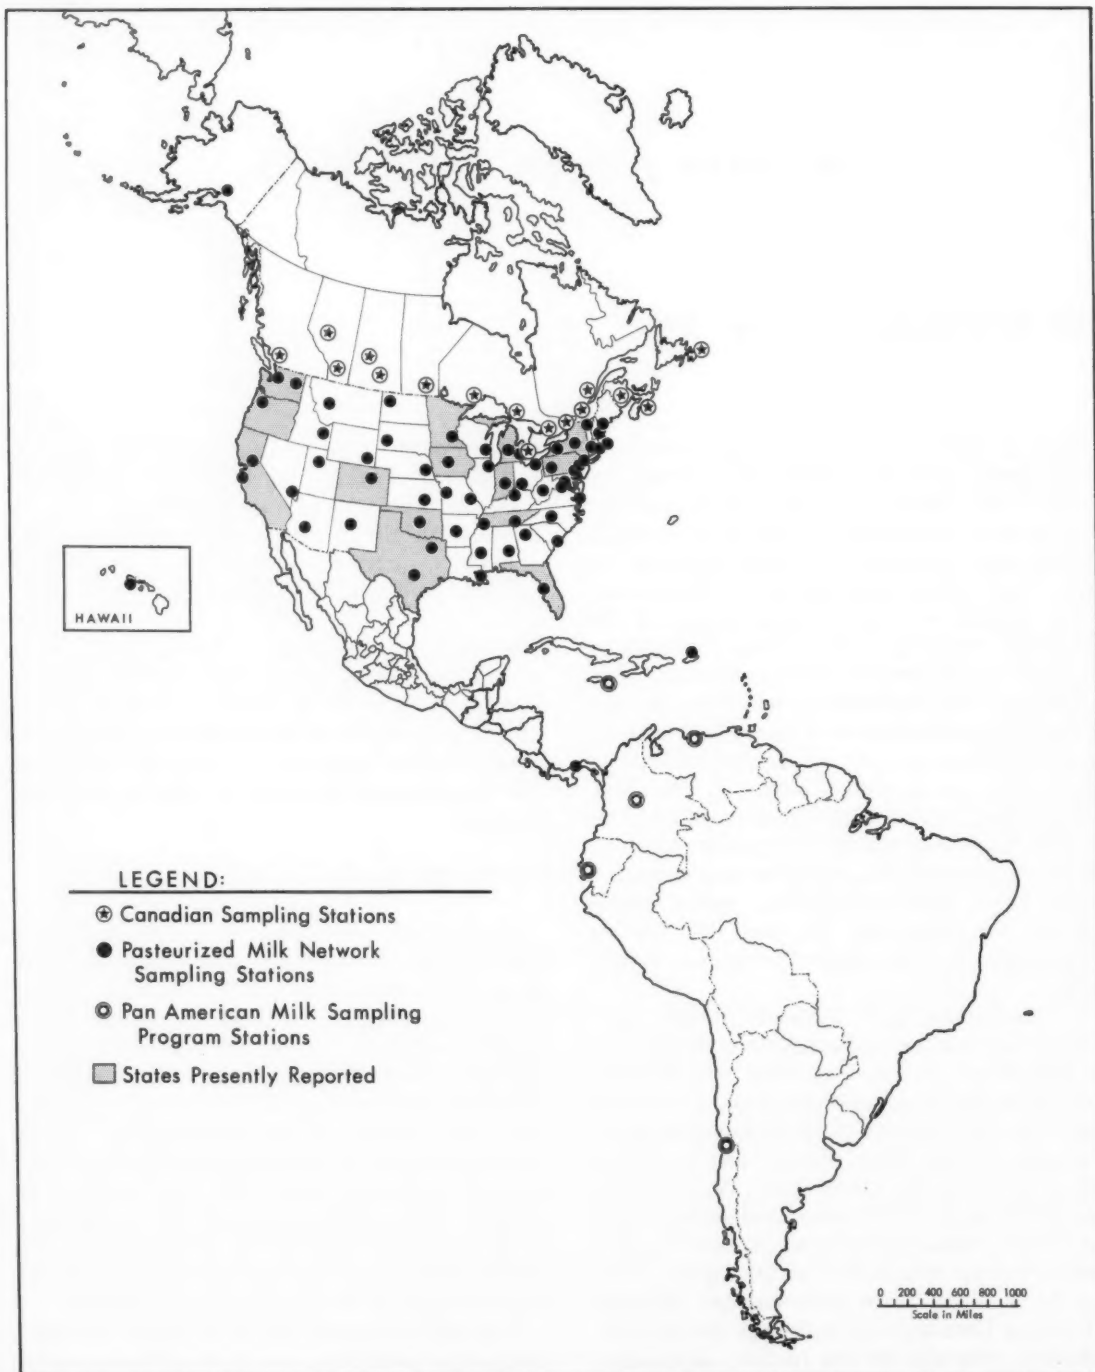 HAWAII
LEGEND:
Canadian Sampling Stations
Pasteurized Milk Network
Sampling Stations
Pan American Milk Sampling
Program Stations
States Presently Reported
0 200 400 600 800 1000
Scale in Miles